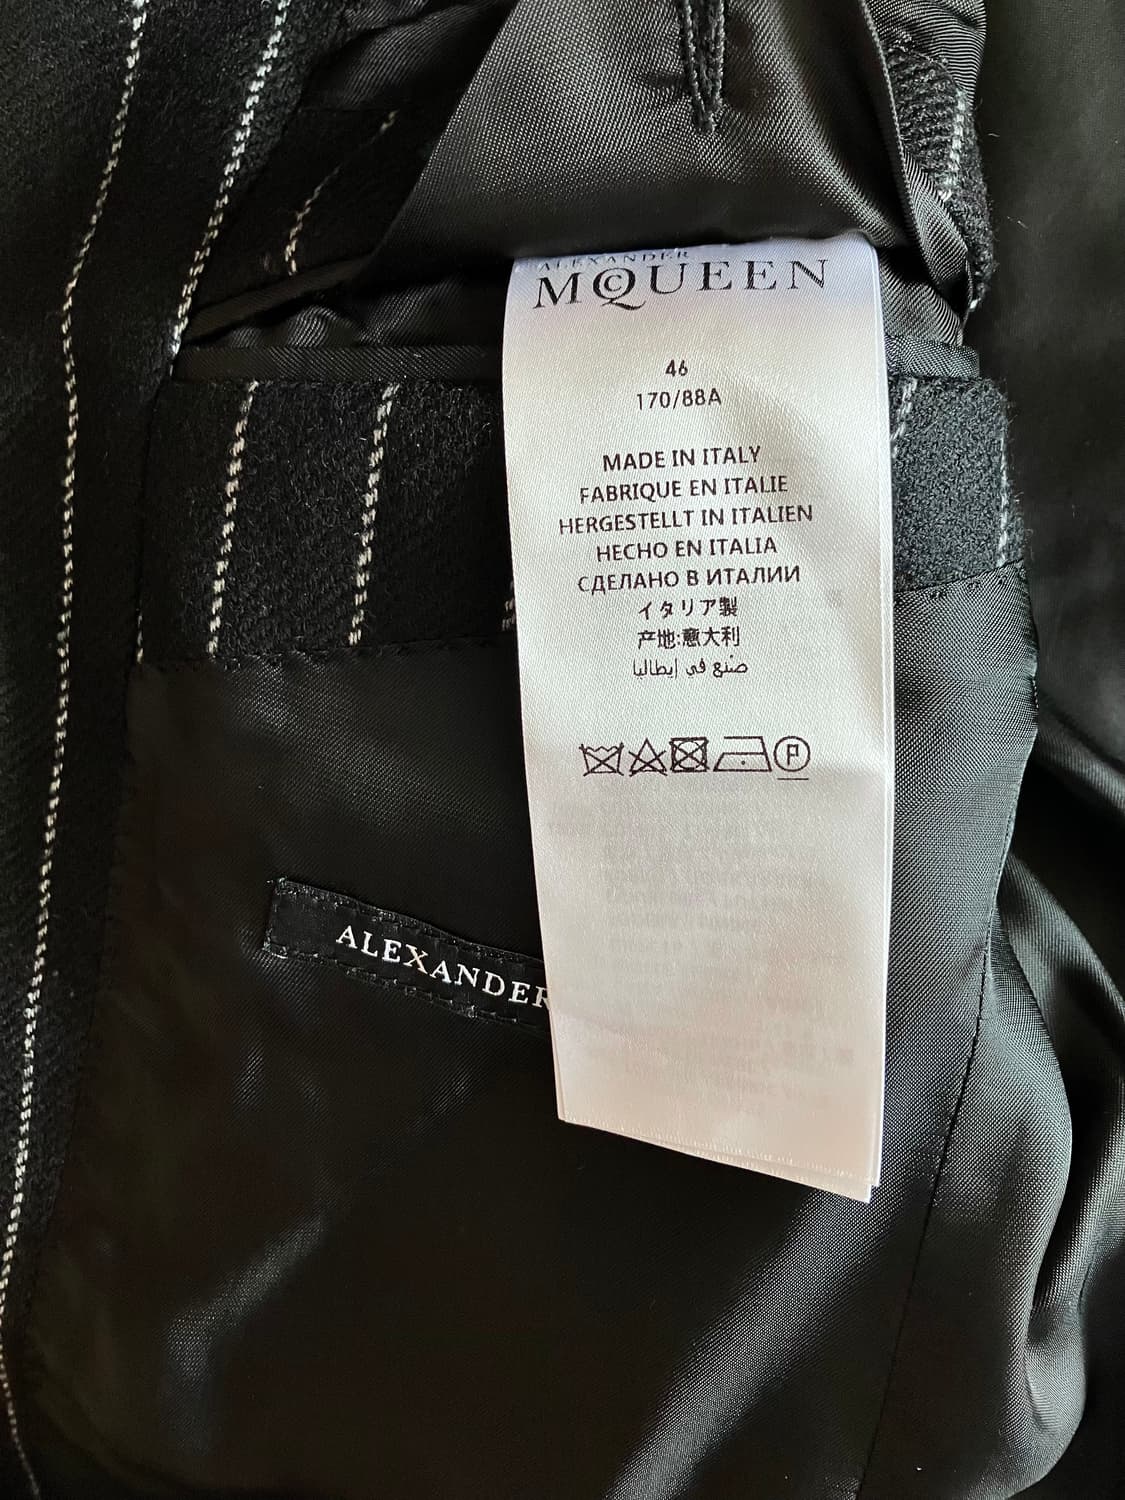 ALEXANDER
MCQUEEN
46
170/88A
MADE IN ITALY
FABRIQUE EN ITALIE
HERGESTELLT IN ITALIEN
HECHO EN ITALIA
СДЕЛАНО В ИТАЛИИ
イタリア製
产地:意大利
صنع في إيطاليا
P
ALEXANDER